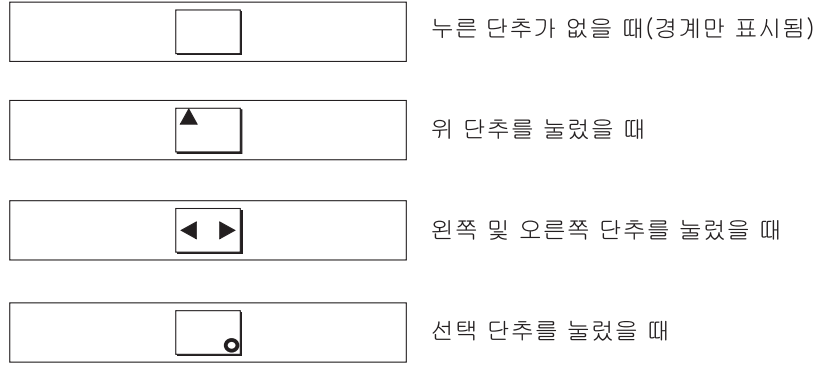 누른 단추가 없을 때(경계만 표시됨)
위 단추를 눌렀을 때
왼쪽 및 오른쪽 단추를 눌렀을 때
선택 단추를 눌렀을 때